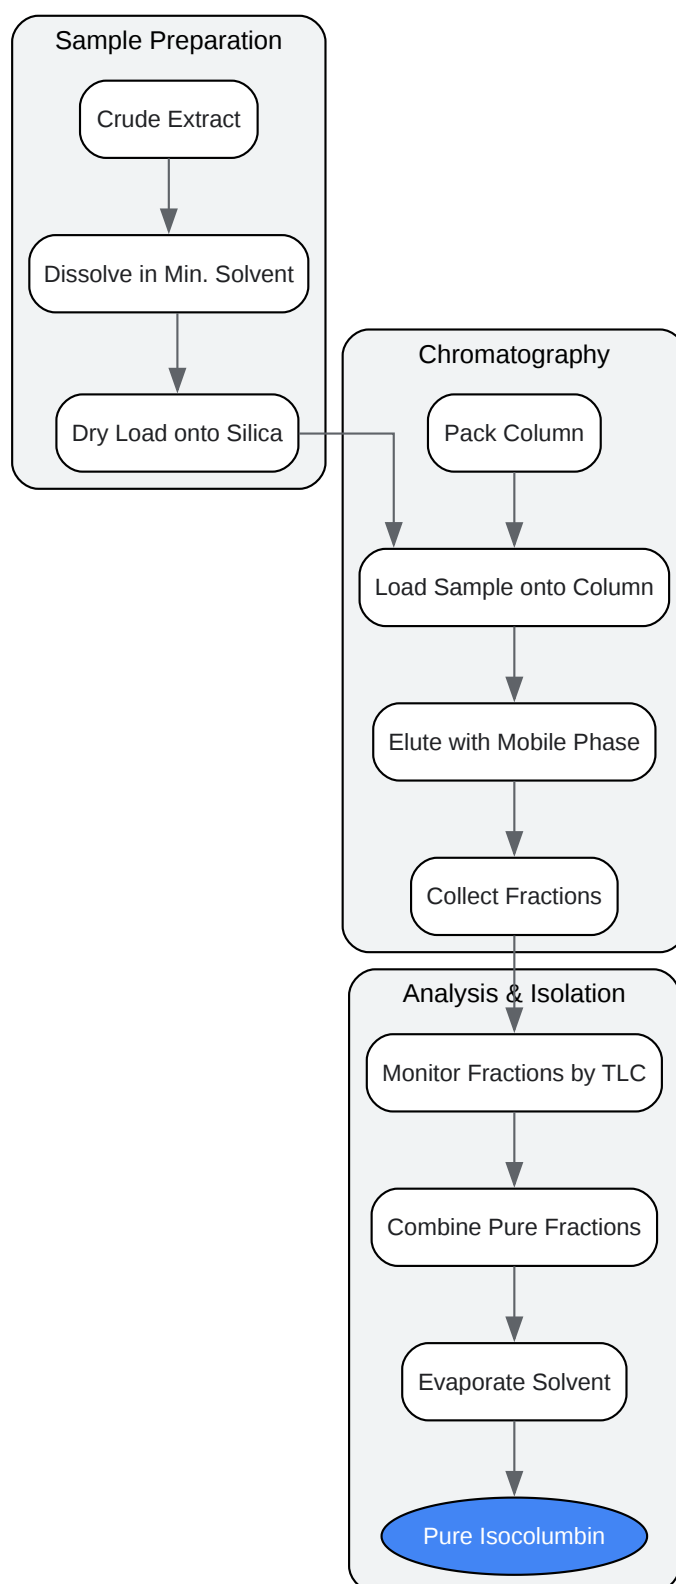 Sample Preparation
Crude Extract
Dissolve in Min. Solvent
Dry Load onto Silica
Chromatography
Pack Column
Load Sample onto Column
Elute with Mobile Phase
Collect Fractions
Analysis & Isolation
Monitor Fractions by TLC
Combine Pure Fractions
Evaporate Solvent
Pure Isocolumbin